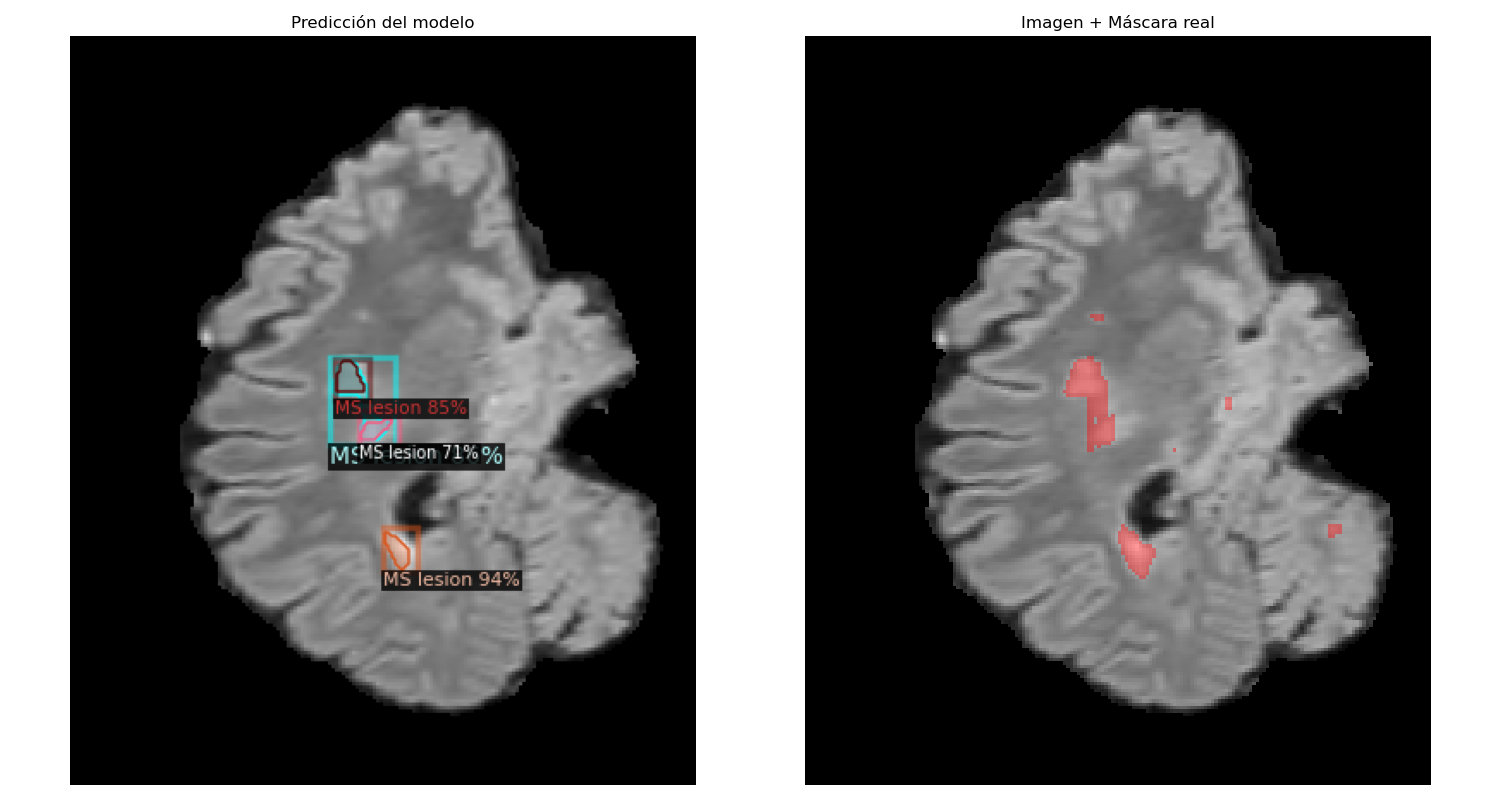 Predicción del modelo
Imagen + Máscara real
MS lesion 85%
MS lesion 71%
%
MS lesion 94%